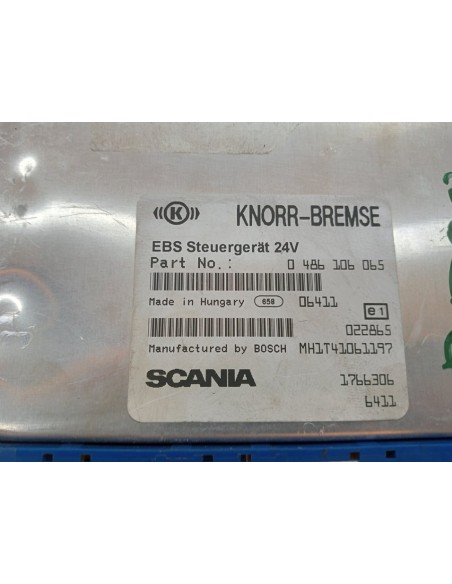 ((K)) KNORR-BREMSE
EBS Steuergerät 24V
Part No.: 0 486 106 065
Made in Hungary 658 06411 e1
022865
Manufactured by BOSCH MH1T41061197
SCANIA 1766306
6411